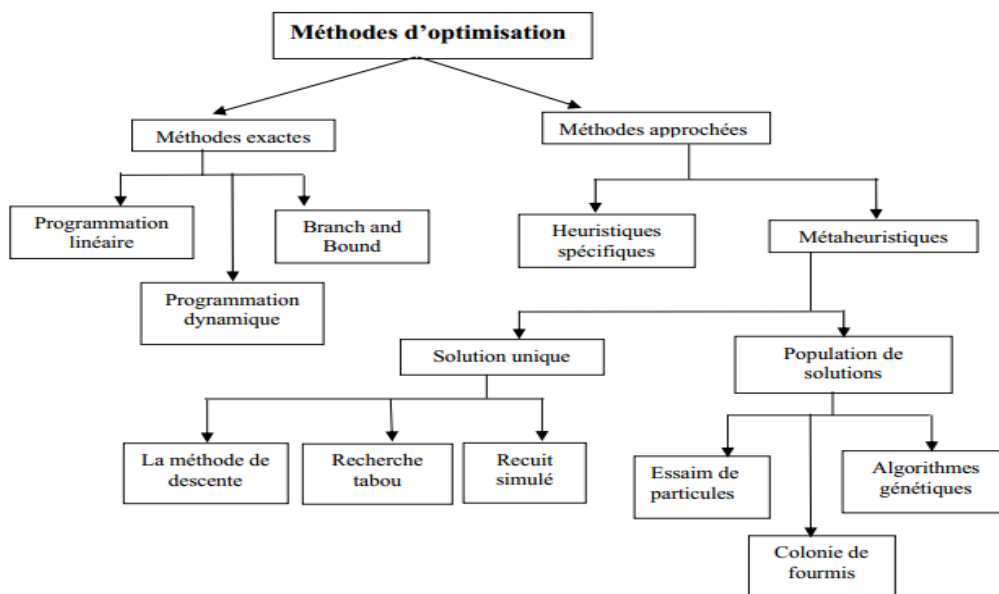 Méthodes d'optimisation
Méthodes exactes
Méthodes approchées
Programmation
linéaire
Branch and
Bound
Programmation
dynamique
Heuristiques
spécifiques
Métaheuristiques
Solution unique
Population de
solutions
La méthode de
descente
Recherche
tabou
Recuit
simulé
Essaim de
particules
Algorithmes
génétiques
Colonie de
fourmis